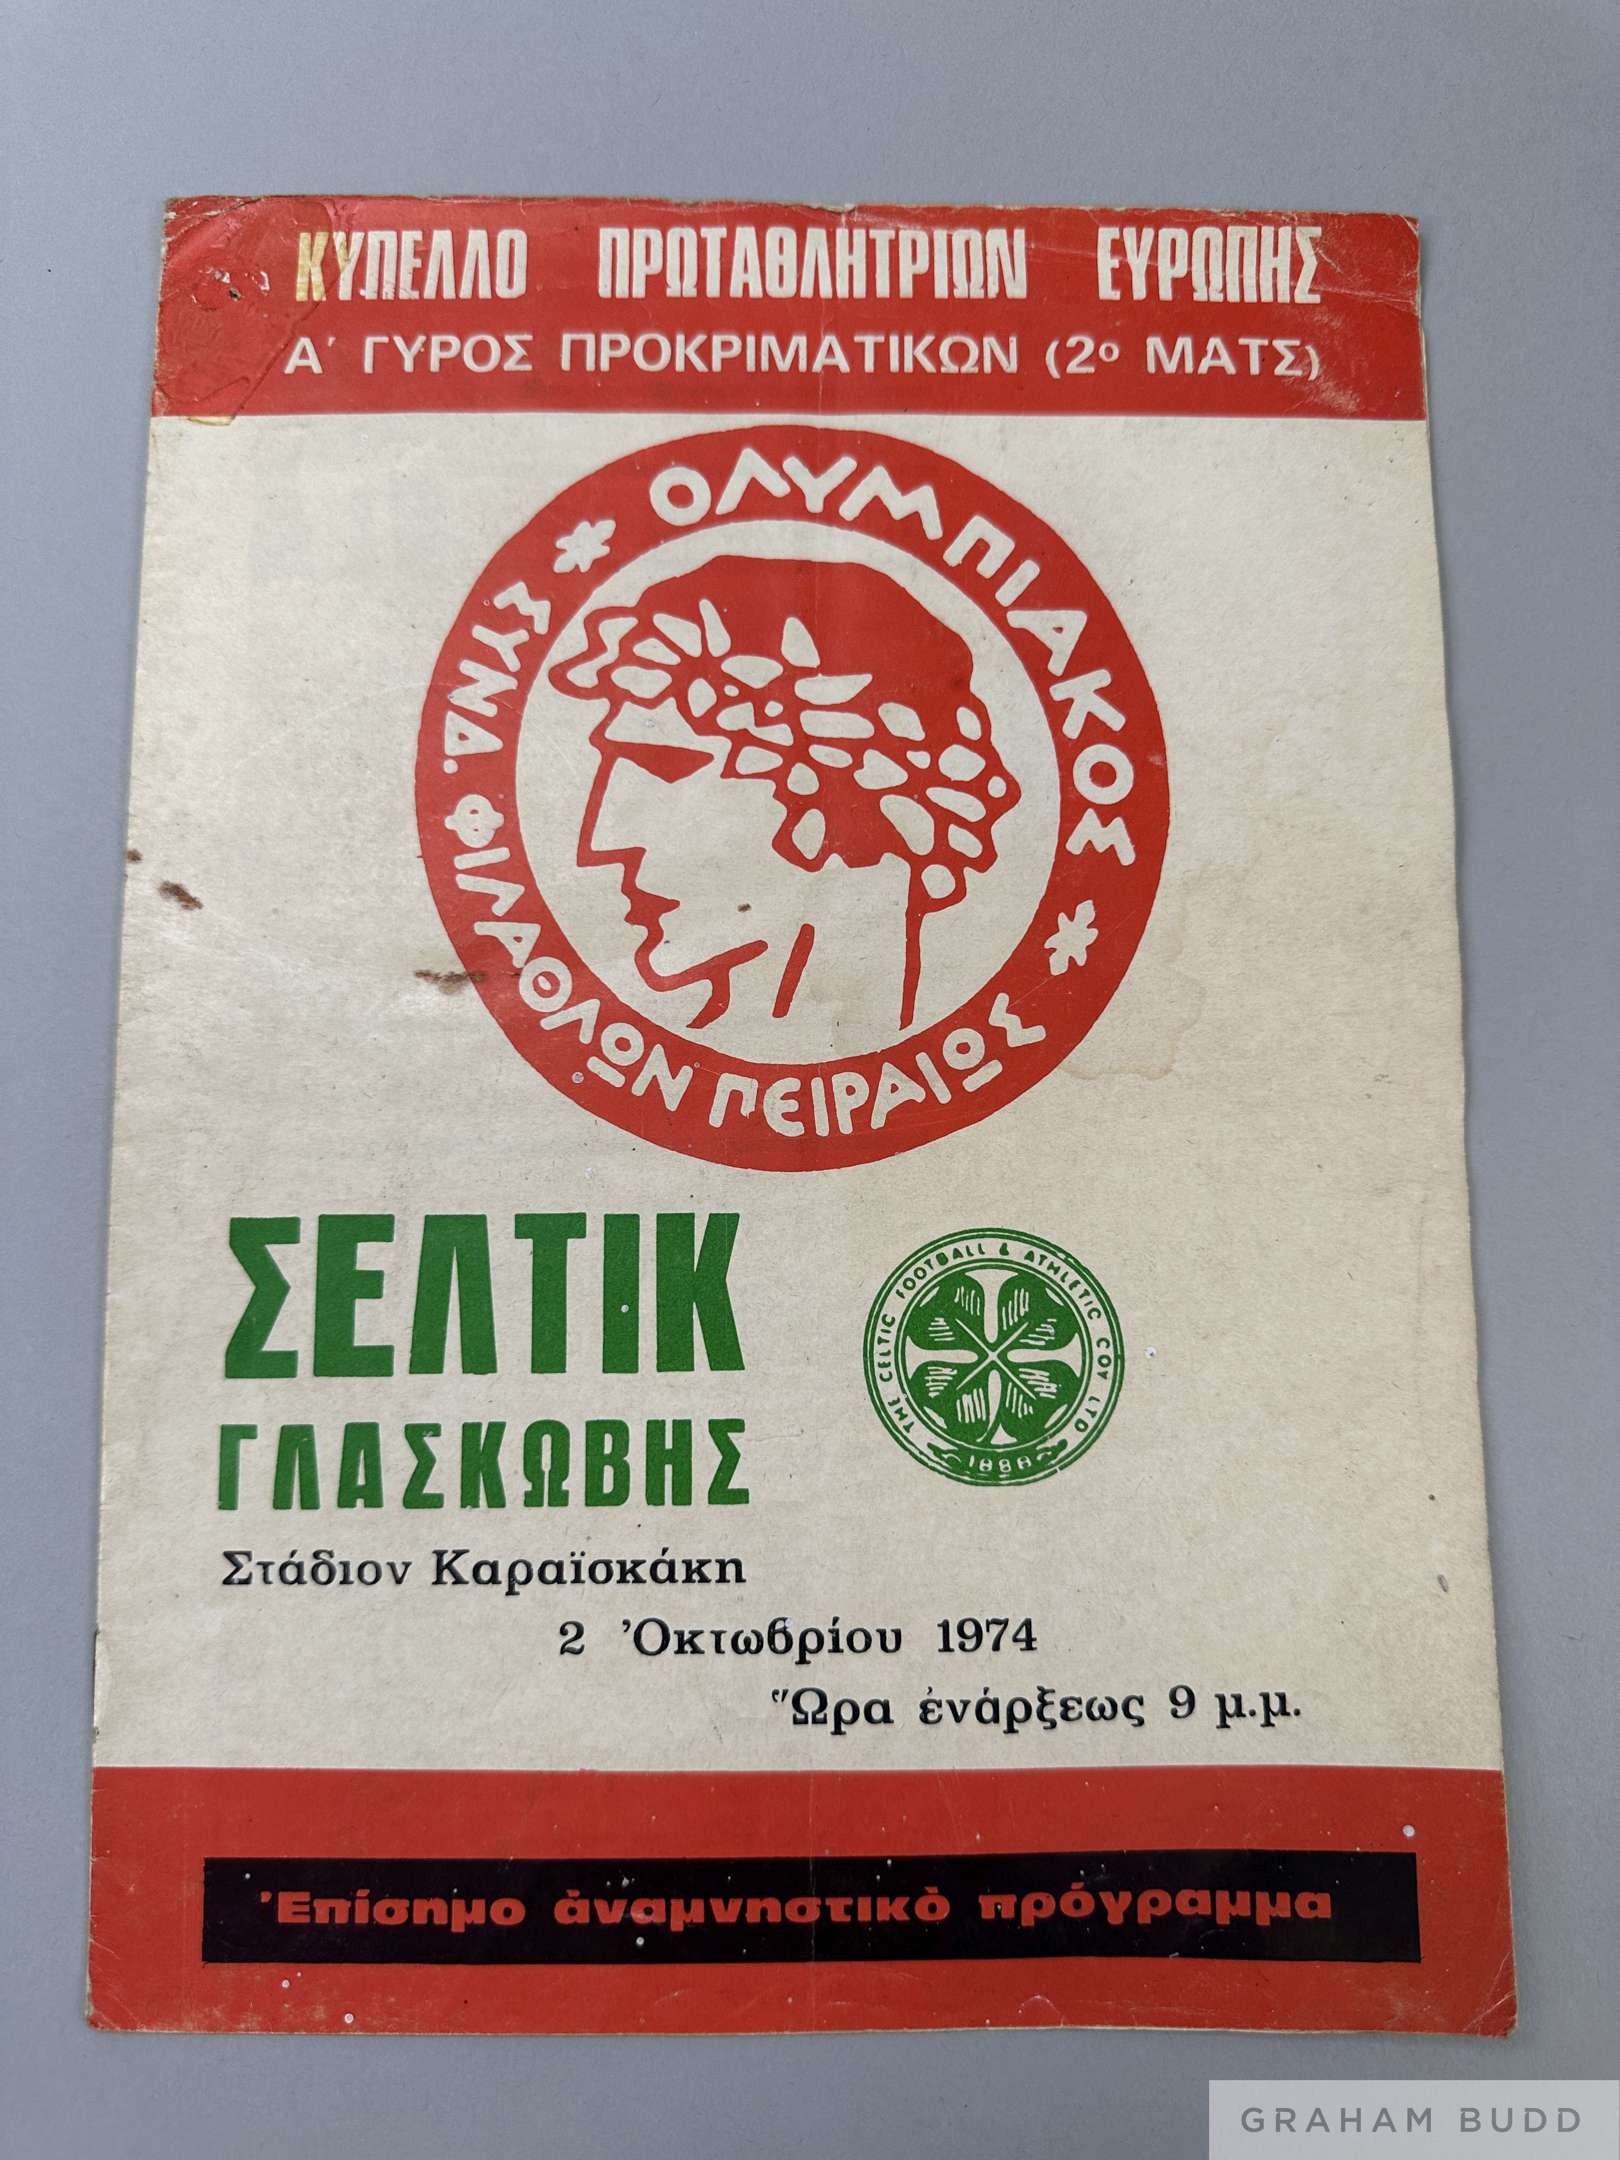 ΚΥΠΕΛΛΟ ΠΡΩΤΑΘΛΗΤΡΙΩΝ ΕΥΡΩΠΗΣ
Α' ΓΥΡΟΣ ΠΡΟΚΡΙΜΑΤΙΚΩΝ (2ο ΜΑΤΣ)
ΟΛΥΜΠΙΑΚΟΣ
ΣΥΝΔ. ΦΙΛΑΘΛΩΝ ΠΕΙΡΑΙΩΣ
ΣΕΛΤΙΚ
ΓΛΑΣΚΩΒΗΣ
THE CELTIC FOOTBALL & ATHLETIC COY LTD
1888
Στάδιον Καραϊσκάκη
2 Ὀκτωβρίου 1974
Ὥρα ἐνάρξεως 9 μ.μ.
Ἐπίσημο ἀναμνηστικὸ πρόγραμμα
GRAHAM BUDD